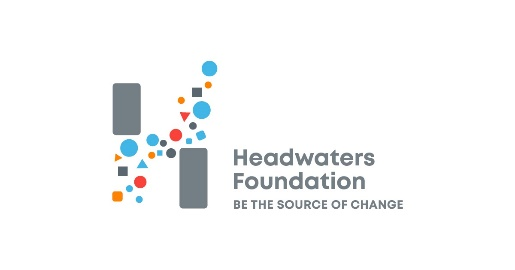 Headwaters
Foundation
BE THE SOURCE OF CHANGE